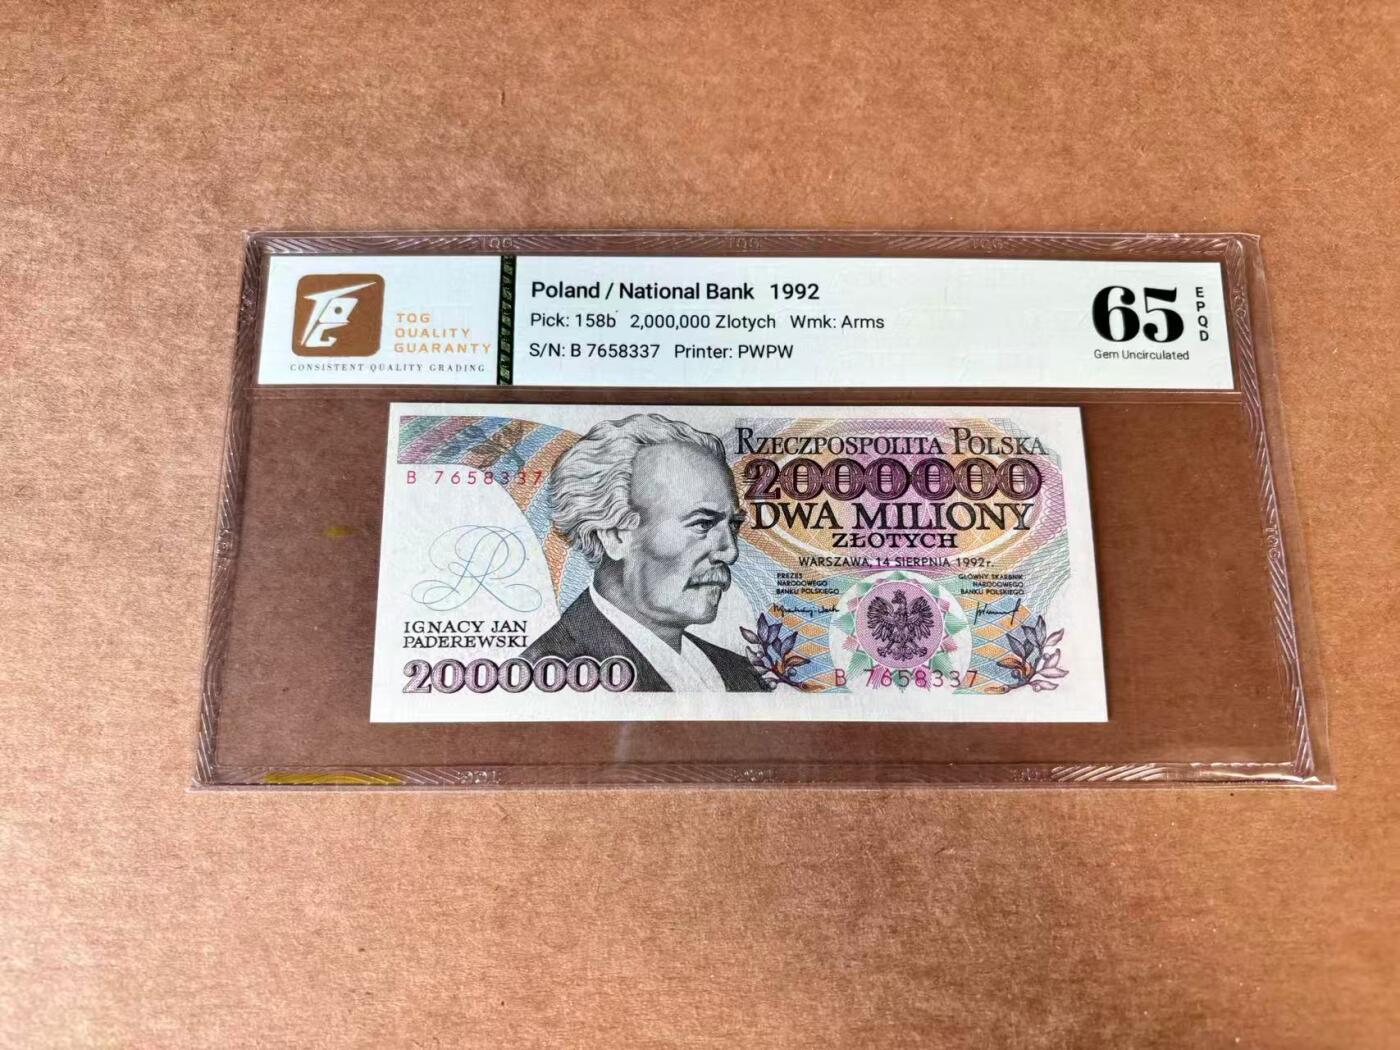 TQG
QUALITY
GUARANTY
CONSISTENT QUALITY GRADING
Poland / National Bank 1992
Pick: 158b 2,000,000 Zlotych Wmk: Arms
S/N: B 7658337 Printer: PWPW
65
EPQD
Gem Uncirculated
RZECZPOSPOLITA POLSKA
2000000
DWA MILIONY
ZŁOTYCH
WARSZAWA, 14 SIERPNIA 1992 r.
PREZES
NARODOWEGO
BANKU POLSKIEGO
GŁÓWNY SKARBNIK
NARODOWEGO
BANKU POLSKIEGO
B 7658337
IGNACY JAN
PADEREWSKI
2000000
B 7658337